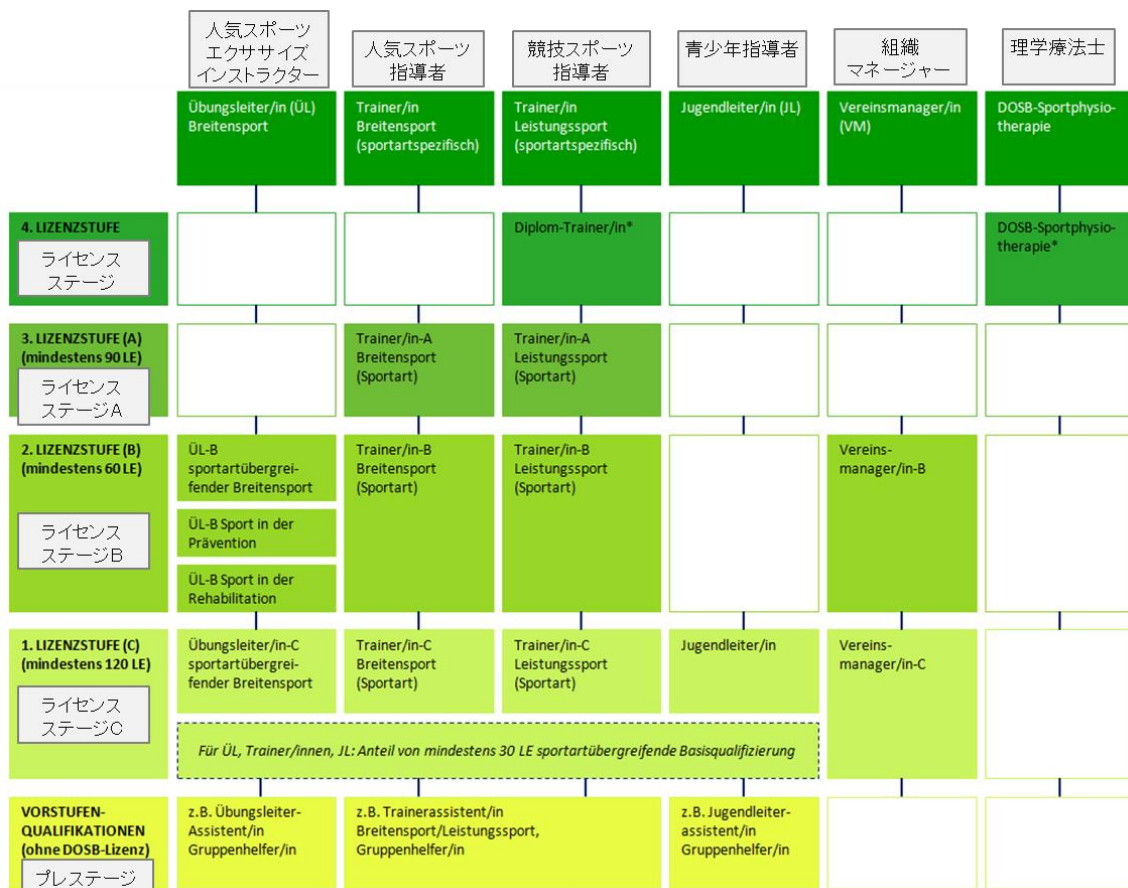 人気スポーツ
エクササイズ
インストラクター
人気スポーツ
指導者
競技スポーツ
指導者
青少年指導者
組織
マネージャー
理学療法士
Übungsleiter/in (ÜL)
Breitensport
Trainer/in
Breitensport
(sportartspezifisch)
Trainer/in
Leistungssport
(sportartspezifisch)
Jugendleiter/in (JL)
Vereinsmanager/in
(VM)
DOSB-Sportphysio-
therapie
4. LIZENZSTUFE
ライセンス
ステージ
Diplom-Trainer/in*
DOSB-Sportphysio-
therapie*
3. LIZENZSTUFE (A)
(mindestens 90 LE)
ライセンス
ステージA
Trainer/in-A
Breitensport
(Sportart)
Trainer/in-A
Leistungssport
(Sportart)
2. LIZENZSTUFE (B)
(mindestens 60 LE)
ライセンス
ステージB
ÜL-B
sportartübergrei-
fender Breitensport
ÜL-B Sport in der
Prävention
ÜL-B Sport in der
Rehabilitation
Trainer/in-B
Breitensport
(Sportart)
Trainer/in-B
Leistungssport
(Sportart)
Vereins-
manager/in-B
1. LIZENZSTUFE (C)
(mindestens 120 LE)
ライセンス
ステージC
Übungsleiter/in-C
sportartübergrei-
fender Breitensport
Trainer/in-C
Breitensport
(Sportart)
Trainer/in-C
Leistungssport
(Sportart)
Jugendleiter/in
Vereins-
manager/in-C
Für ÜL, Trainer/innen, JL: Anteil von mindestens 30 LE sportartübergreifende Basisqualifizierung
VORSTUFEN-
QUALIFIKATIONEN
(ohne DOSB-Lizenz)
プレステージ
z.B. Übungsleiter-
Assistent/in
Gruppenhelfer/in
z.B. Trainerassistent/in
Breitensport/Leistungssport,
Gruppenhelfer/in
z.B. Jugendleiter-
assistent/in
Gruppenhelfer/in